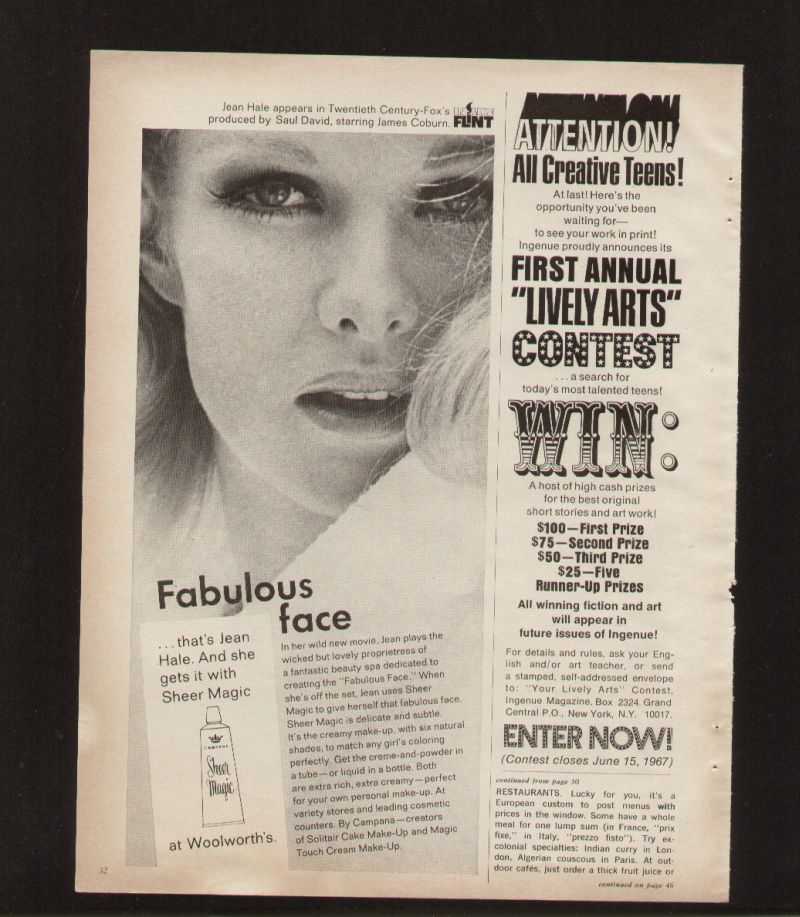 Jean Hale appears in Twentieth Century-Fox's IN LIKE
produced by Saul David, starring James Coburn. FLINT
Fabulous
face
...that's Jean
Hale. And she
gets it with
Sheer Magic
CAMPANA
Sheer
Magic
at Woolworth's.
In her wild new movie, Jean plays the
wicked but lovely proprietress of
a fantastic beauty spa dedicated to
creating the "Fabulous Face." When
she's off the set, Jean uses Sheer
Magic to give herself that fabulous face.
Sheer Magic is delicate and subtle.
It's the creamy make-up, with six natural
shades, to match any girl's coloring
perfectly. Get the creme-and-powder in
a tube—or liquid in a bottle. Both
are extra rich, extra creamy—perfect
for your own personal make-up. At
variety stores and leading cosmetic
counters. By Campana—creators
of Solitair Cake Make-Up and Magic
Touch Cream Make-Up.
32
ATTENTION!
All Creative Teens!
At last! Here's the
opportunity you've been
waiting for—
to see your work in print!
Ingenue proudly announces its
FIRST ANNUAL
"LIVELY ARTS"
CONTEST
...a search for
today's most talented teens!
WIN:
A host of high cash prizes
for the best original
short stories and art work!
$100—First Prize
$75—Second Prize
$50—Third Prize
$25—Five
Runner-Up Prizes
All winning fiction and art
will appear in
future issues of Ingenue!
For details and rules, ask your Eng-
lish and/or art teacher, or send
a stamped, self-addressed envelope
to: "Your Lively Arts" Contest,
Ingenue Magazine, Box 2324, Grand
Central P.O., New York, N.Y. 10017.
ENTER NOW!
(Contest closes June 15, 1967)
continued from page 30
RESTAURANTS. Lucky for you, it's a
European custom to post menus with
prices in the window. Some have a whole
meal for one lump sum (in France, "prix
fixe," in Italy, "prezzo fisto"). Try ex-
colonial specialties: Indian curry in Lon-
don, Algerian couscous in Paris. At out-
door cafés, just order a thick fruit juice or
continued on page 46